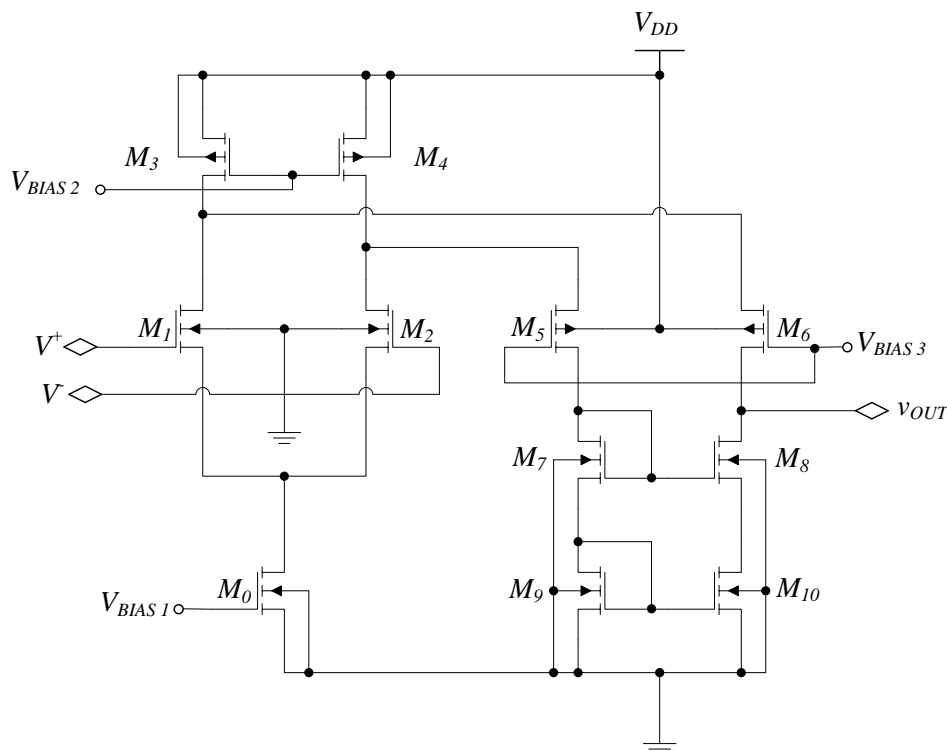 V_DD
M_3
M_4
V_BIAS 2
M_1
M_2
M_5
M_6
V^+
V_BIAS 3
V^-
v_OUT
M_7
M_8
M_0
M_9
M_10
V_BIAS 1